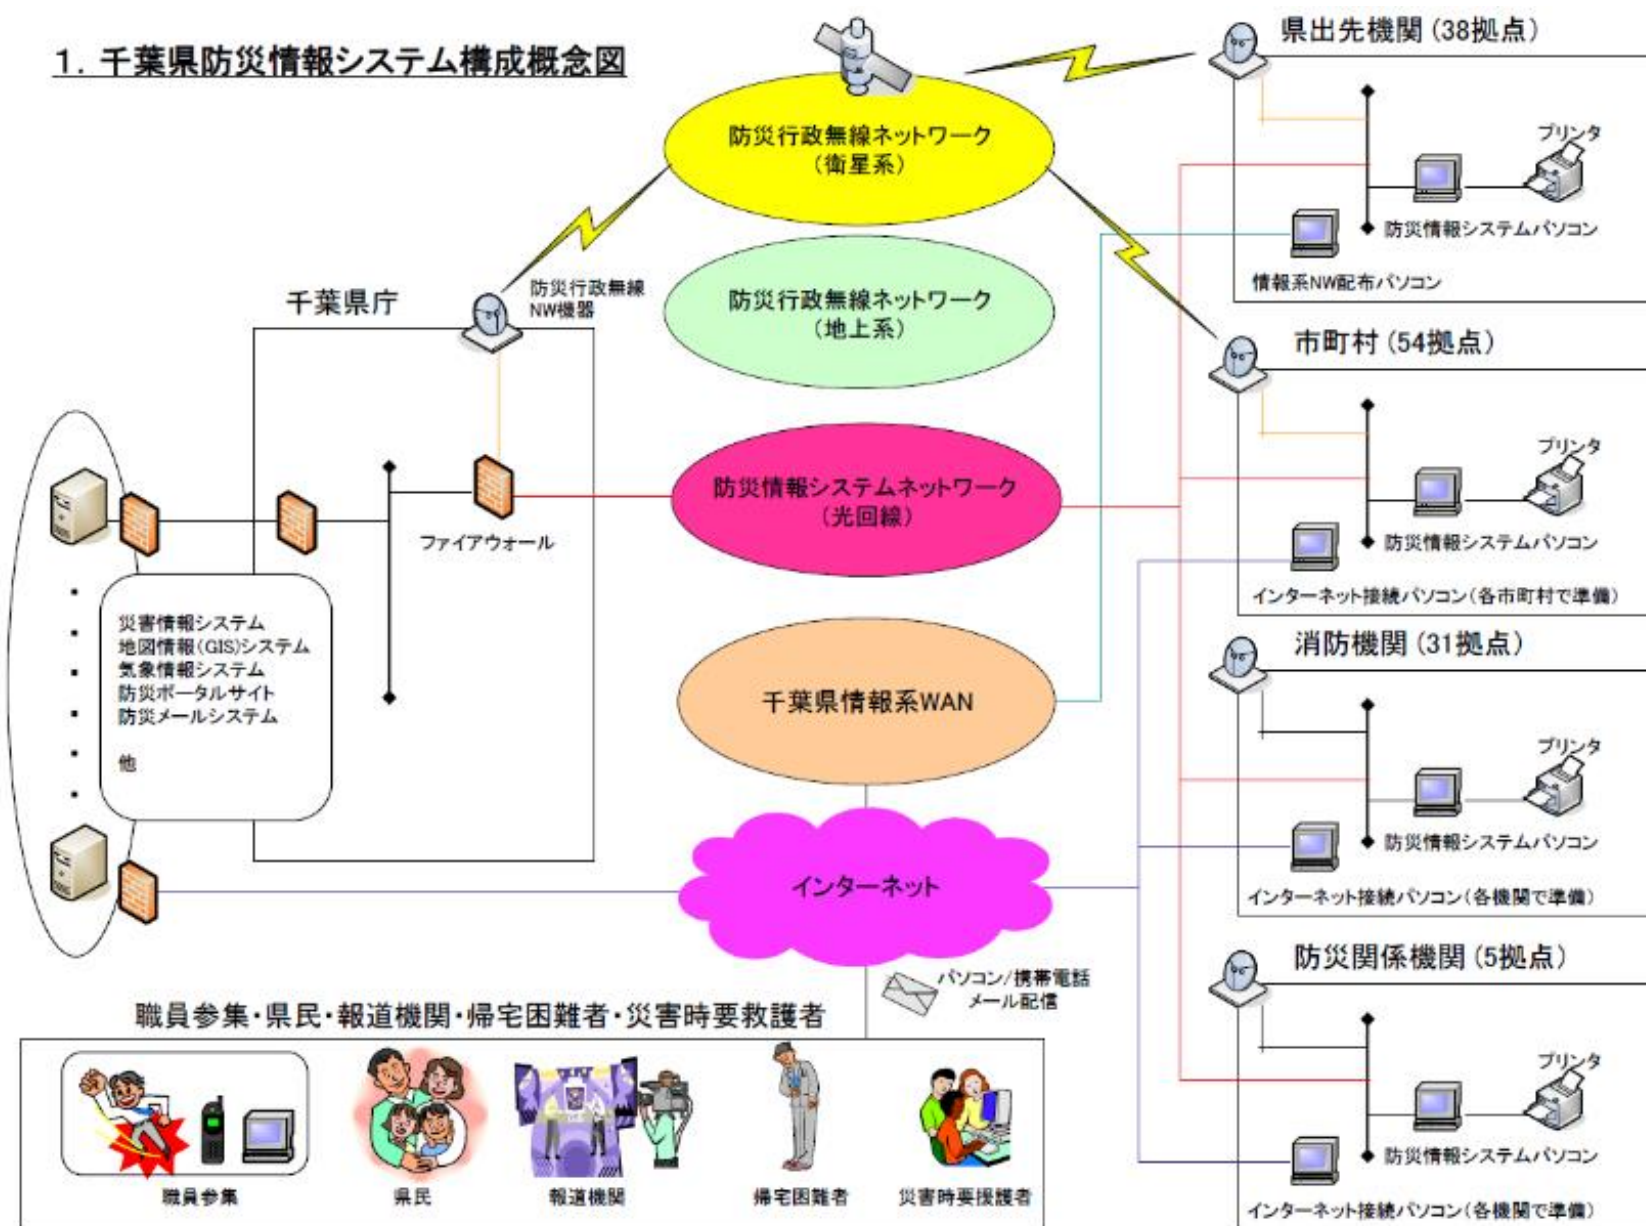 1. 千葉県防災情報システム構成概念図
防災行政無線ネットワーク
(衛星系)
防災行政無線ネットワーク
(地上系)
防災情報システムネットワーク
(光回線)
千葉県情報系WAN
インターネット
千葉県庁
防災行政無線
NW機器
ファイアウォール
災害情報システム
地図情報(GIS)システム
気象情報システム
防災ポータルサイト
防災メールシステム
他
県出先機関 (38拠点)
プリンタ
防災情報システムパソコン
情報系NW配布パソコン
市町村 (54拠点)
プリンタ
防災情報システムパソコン
インターネット接続パソコン(各市町村で準備)
消防機関 (31拠点)
プリンタ
防災情報システムパソコン
インターネット接続パソコン(各機関で準備)
防災関係機関 (5拠点)
プリンタ
防災情報システムパソコン
インターネット接続パソコン(各機関で準備)
パソコン/携帯電話
メール配信
職員参集・県民・報道機関・帰宅困難者・災害時要救護者
職員参集
県民
報道機関
帰宅困難者
災害時要援護者